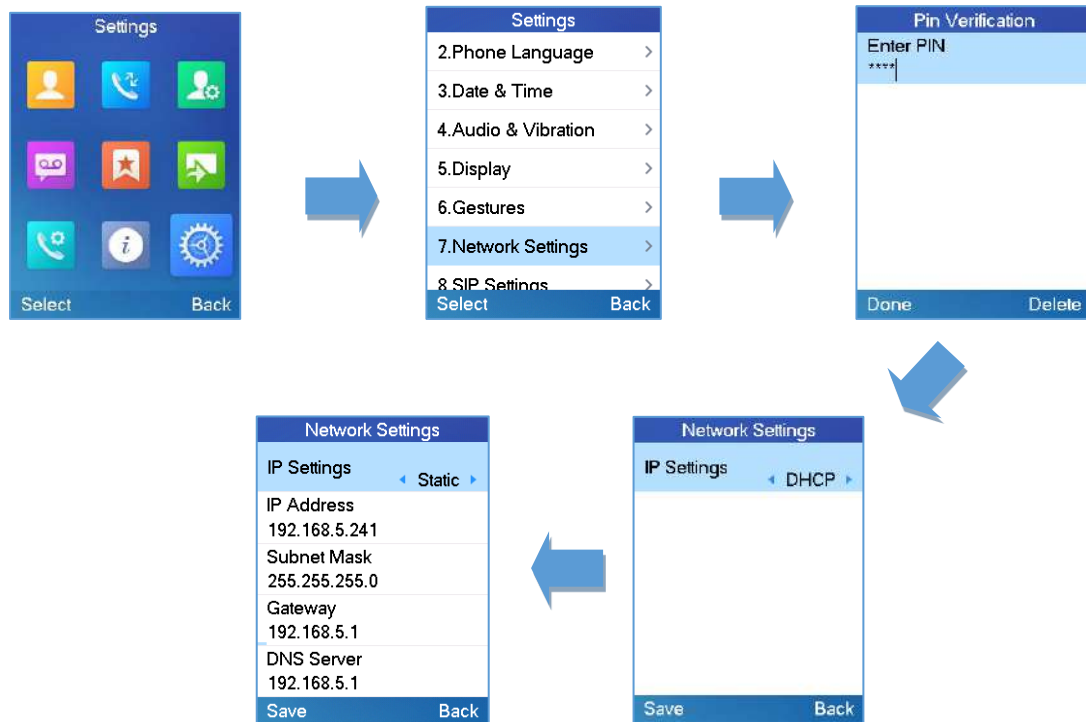 Settings
Select Back
Settings
2.Phone Language
3.Date & Time
4.Audio & Vibration
5.Display
6.Gestures
7.Network Settings
8 SIP Settings
Select Back
Pin Verification
Enter PIN
****
Done Delete
Network Settings
IP Settings
Static
IP Address
192.168.5.241
Subnet Mask
255.255.255.0
Gateway
192.168.5.1
DNS Server
192.168.5.1
Save Back
Network Settings
IP Settings
DHCP
Save Back